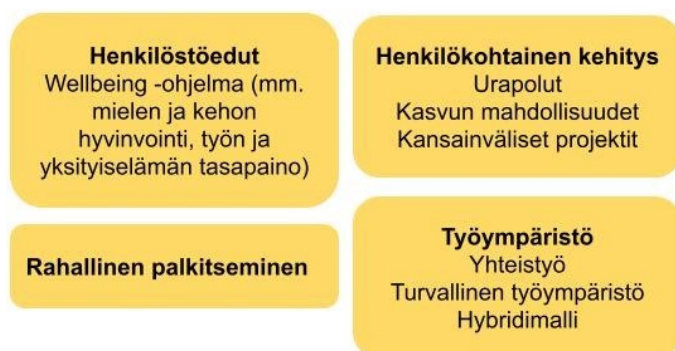 Henkilöstöedut
Wellbeing -ohjelma (mm.
mielen ja kehon
hyvinvointi, työn ja
yksityiselämän tasapaino)
Henkilökohtainen kehitys
Urapolut
Kasvun mahdollisuudet
Kansainväliset projektit
Rahallinen palkitseminen
Työympäristö
Yhteistyö
Turvallinen työympäristö
Hybridimalli